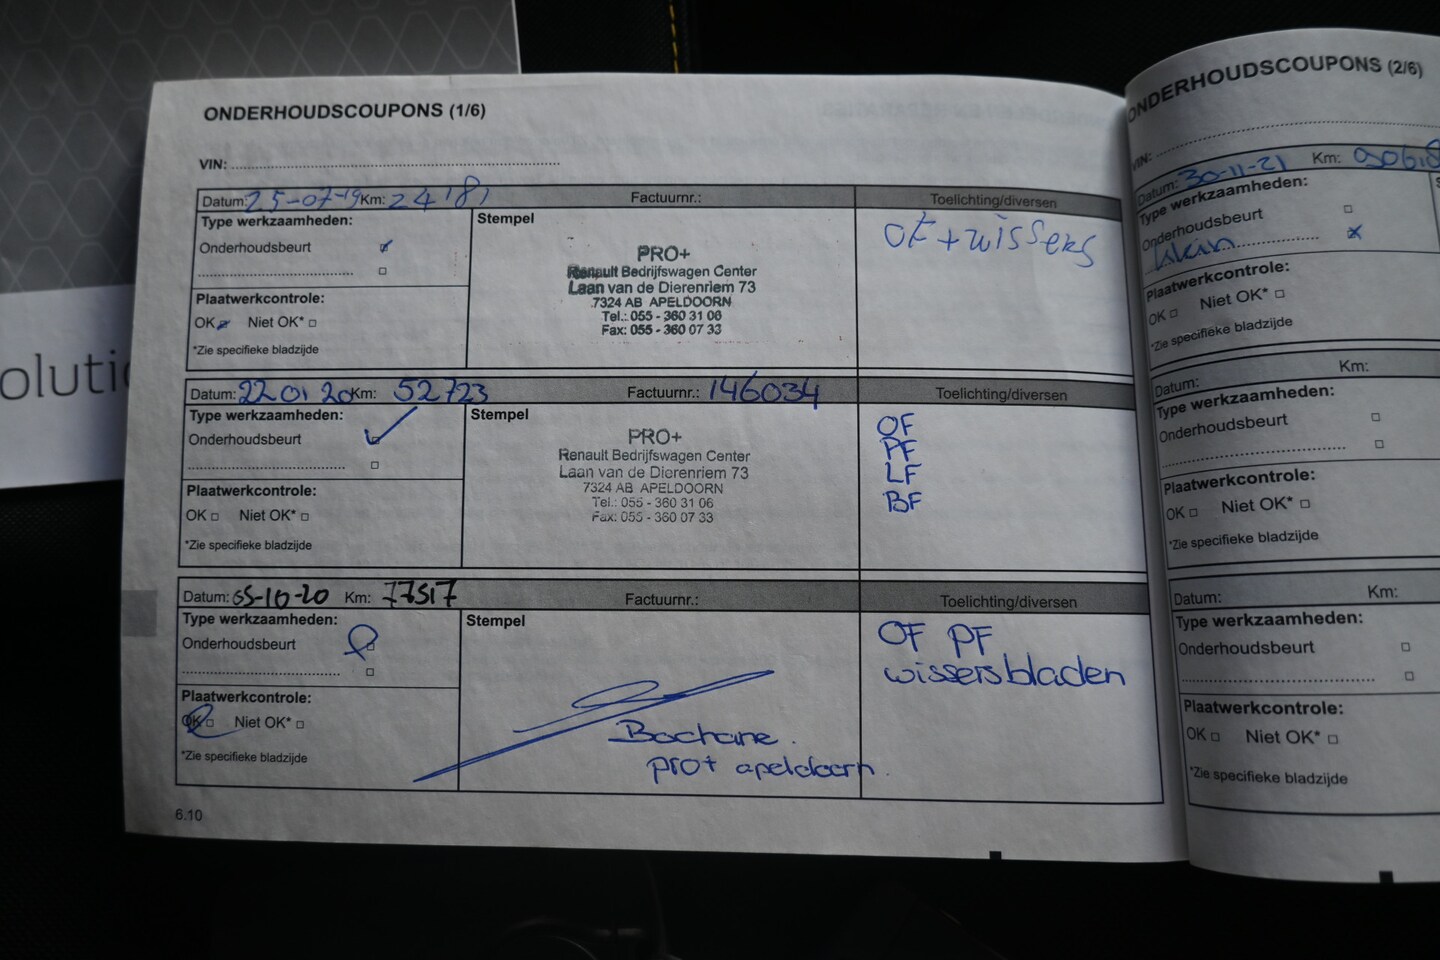 ONDERHOUDSCOUPONS (1/6)
VIN:
Datum: 25-07-19 Km: 24181 Factuurnr.: Toelichting/diversen
Type werkzaamheden: Stempel
Onderhoudsbeurt
Plaatwerkcontrole:
OK Niet OK*
*Zie specifieke bladzijde
PRO+
Renault Bedrijfswagen Center
Laan van de Dierenriem 73
7324 AB APELDOORN
Tel.: 055 - 360 31 06
Fax: 055 - 360 07 33
OF + wissers
Datum: 22 01 20 Km: 52723 Factuurnr.: 146034 Toelichting/diversen
Type werkzaamheden: Stempel
Onderhoudsbeurt
Plaatwerkcontrole:
OK Niet OK*
*Zie specifieke bladzijde
PRO+
Renault Bedrijfswagen Center
Laan van de Dierenriem 73
7324 AB APELDOORN
Tel.: 055 - 360 31 06
Fax: 055 - 360 07 33
OF
PF
LF
BF
Datum: 05-10-20 Km: 77517 Factuurnr.: Toelichting/diversen
Type werkzaamheden: Stempel
Onderhoudsbeurt
Plaatwerkcontrole:
OK Niet OK*
*Zie specifieke bladzijde
Bochane.
pro+ apeldoorn.
OF PF
wissersbladen
6.10
ONDERHOUDSCOUPONS (2/6)
VIN:
Datum: 30-11-21 Km:
Type werkzaamheden:
Onderhoudsbeurt
Plaatwerkcontrole:
OK Niet OK*
*Zie specifieke bladzijde
Datum: Km:
Type werkzaamheden:
Onderhoudsbeurt
Plaatwerkcontrole:
OK Niet OK*
*Zie specifieke bladzijde
Datum: Km:
Type werkzaamheden:
Onderhoudsbeurt
Plaatwerkcontrole:
OK Niet OK*
*Zie specifieke bladzijde